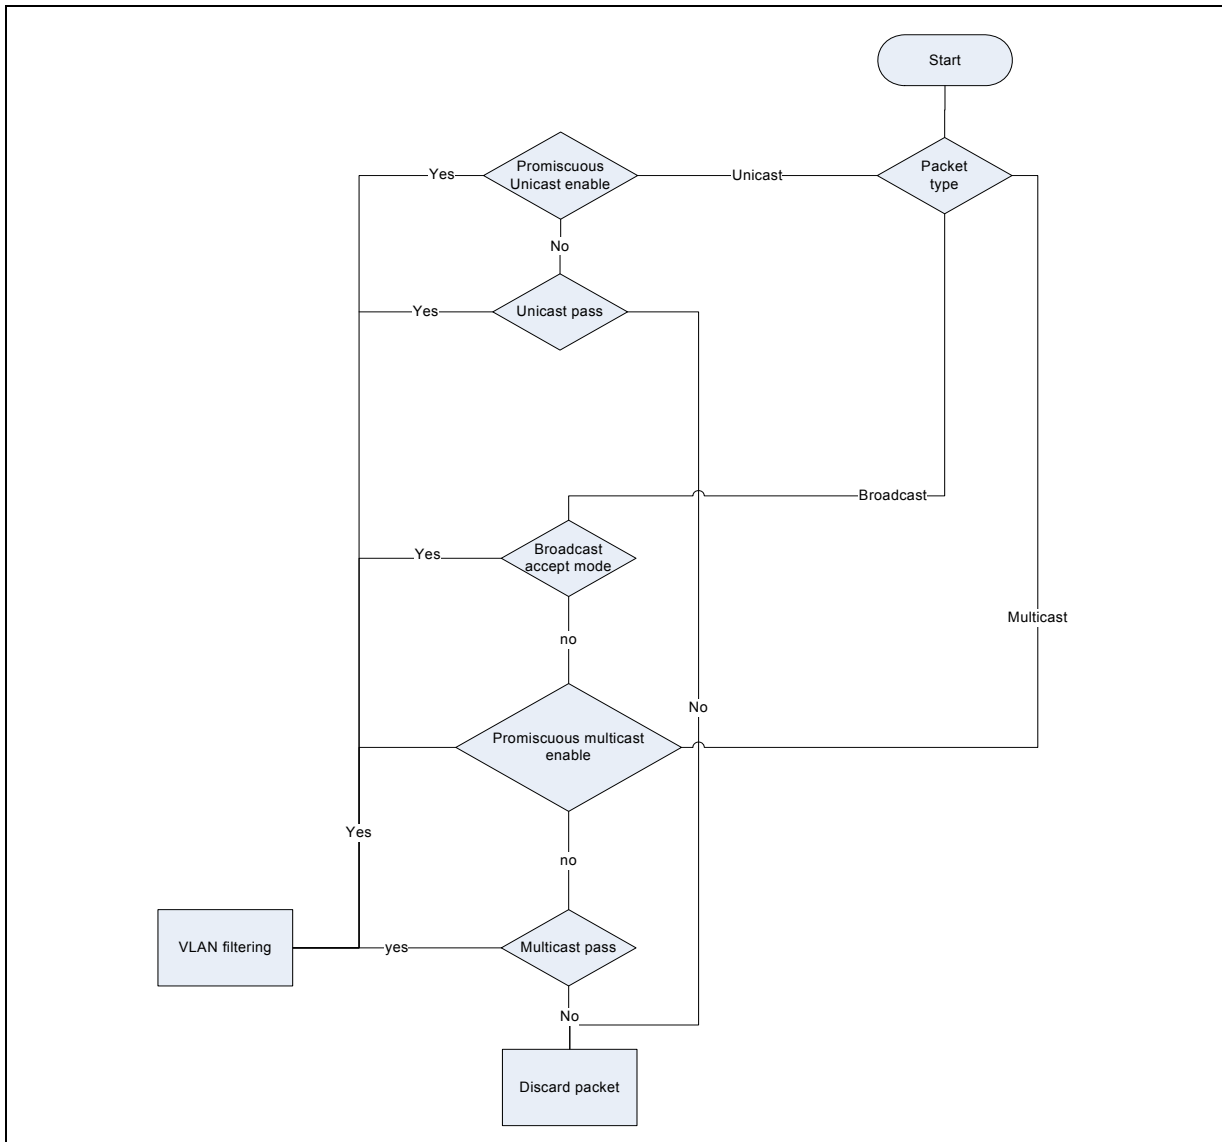 Start
Packet
type
Unicast
Promiscuous
Unicast enable
Yes
No
Unicast pass
Yes
Broadcast
Broadcast
accept mode
Yes
no
Multicast
No
Promiscuous multicast
enable
Yes
no
VLAN filtering
yes
Multicast pass
No
Discard packet